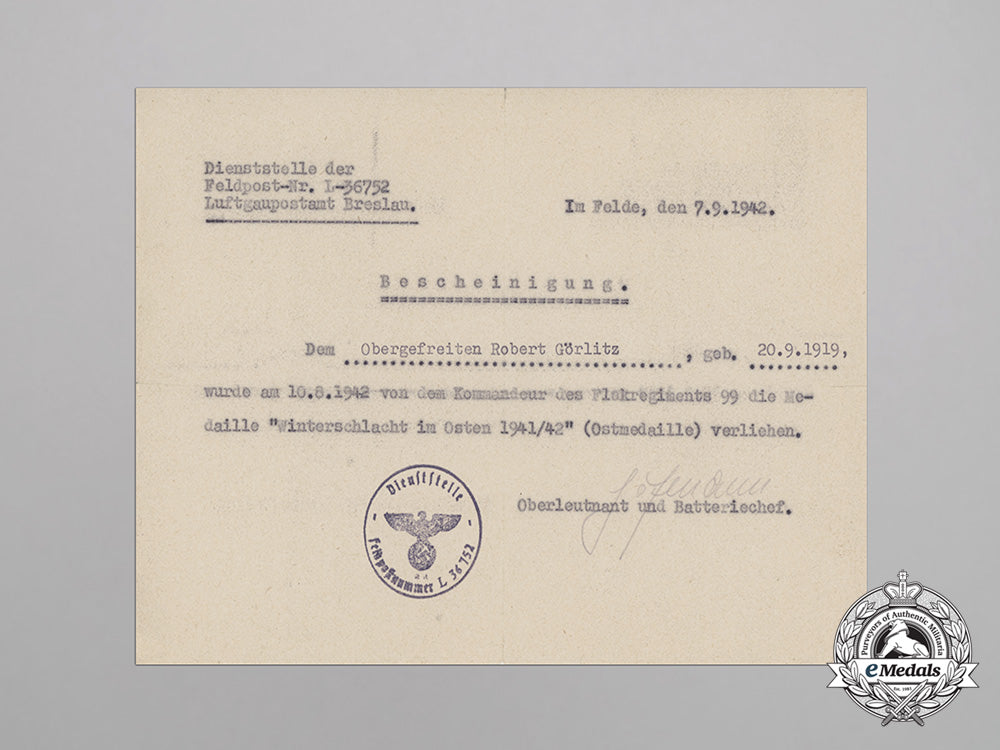 Dienststelle der
Feldpost-Nr. L-36752
Luftgaupostamt Breslau.
Im Felde, den 7.9.1942.
Bescheinigung.
Dem Obergefreiten Robert Görlitz, geb. 20.9.1919,
wurde am 10.8.1942 von dem Kommandeur des Flakregiments 99 die Me-
daille "Winterschlacht im Osten 1941/42" (Ostmedaille) verliehen.
Oberleutnant und Batteriechef.
Dienststelle
Feldpostnummer L 36752
Purveyors of Authentic Militaria
eMedals